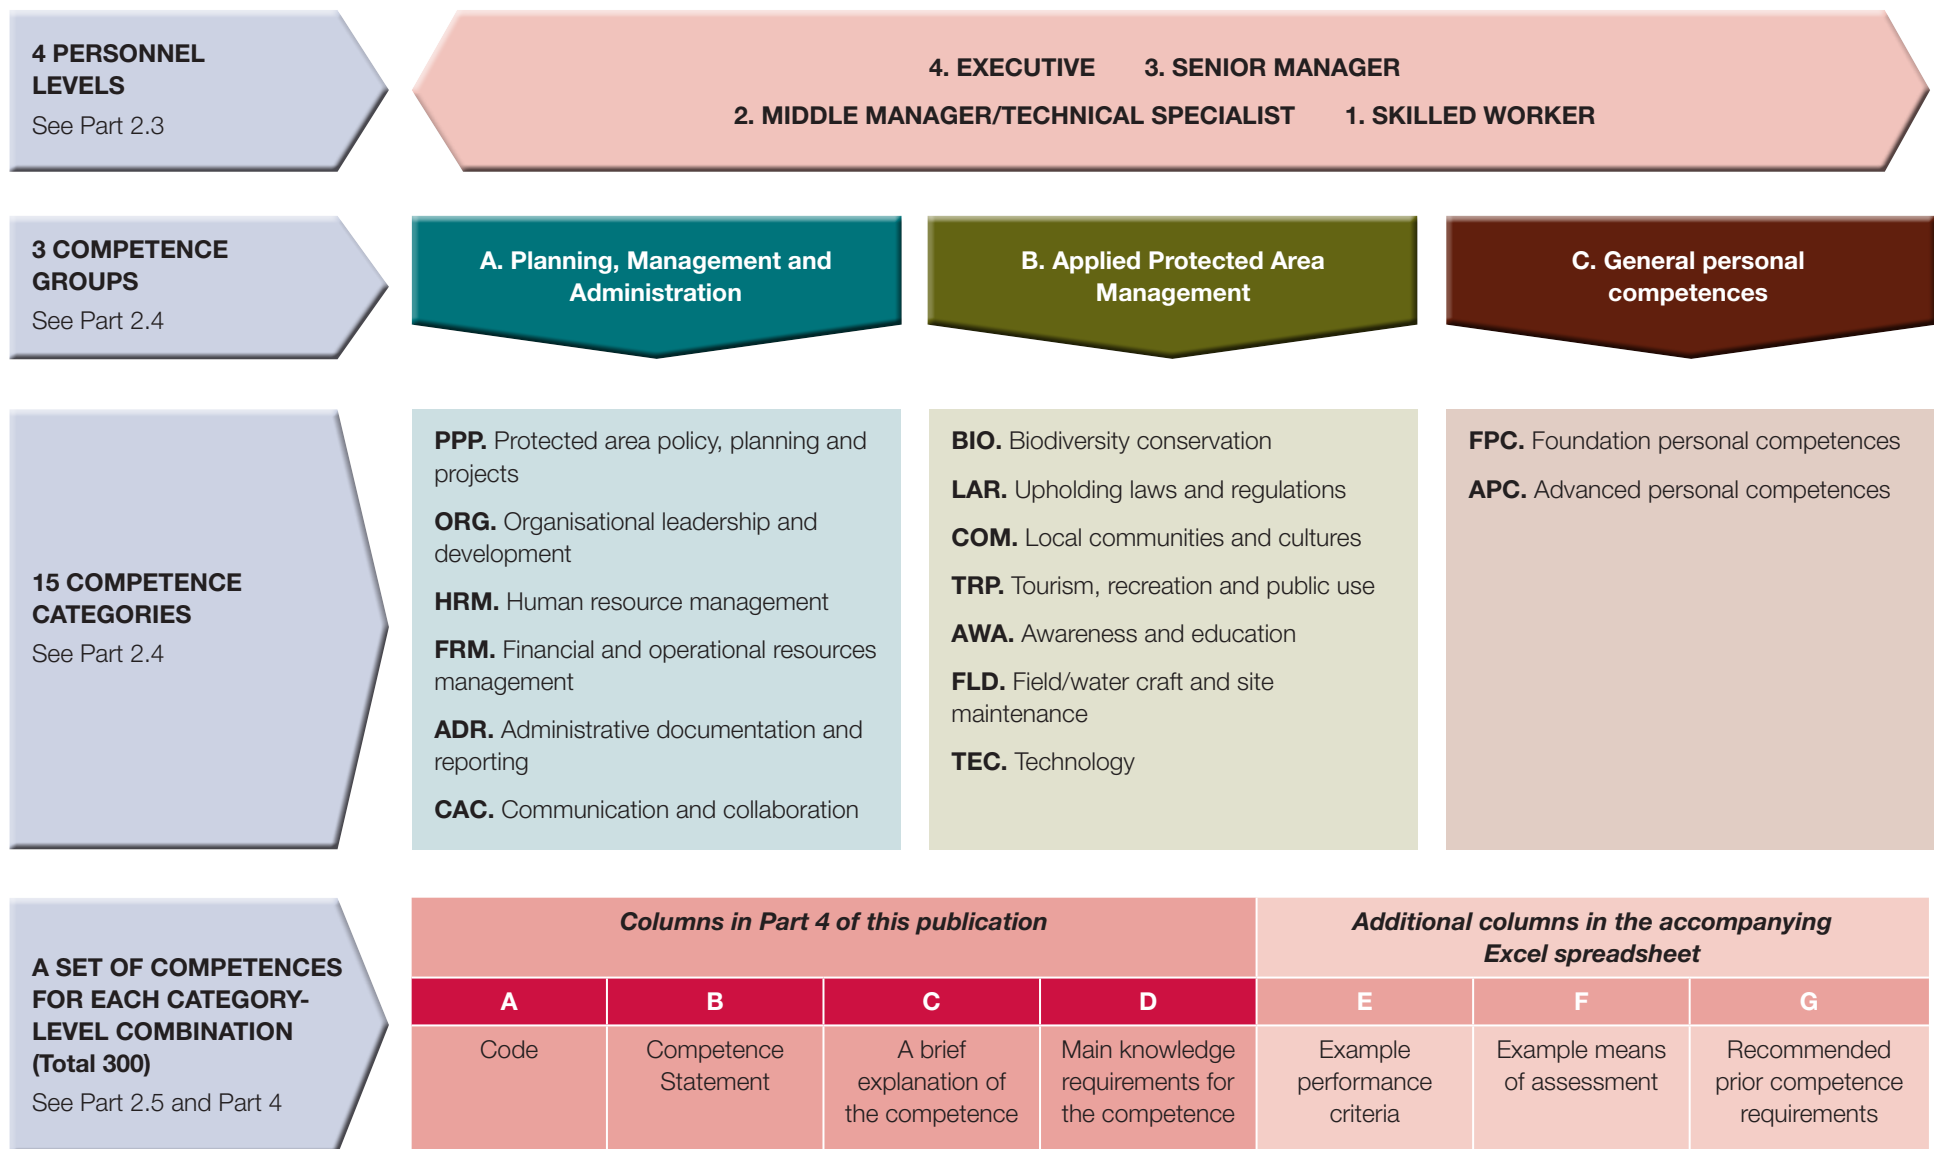 4 PERSONNEL
LEVELS
See Part 2.3
4. EXECUTIVE 3. SENIOR MANAGER
2. MIDDLE MANAGER/TECHNICAL SPECIALIST 1. SKILLED WORKER
3 COMPETENCE
GROUPS
See Part 2.4
A. Planning, Management and
Administration
B. Applied Protected Area
Management
C. General personal
competences
15 COMPETENCE
CATEGORIES
See Part 2.4
PPP. Protected area policy, planning and
projects
ORG. Organisational leadership and
development
HRM. Human resource management
FRM. Financial and operational resources
management
ADR. Administrative documentation and
reporting
CAC. Communication and collaboration
BIO. Biodiversity conservation
LAR. Upholding laws and regulations
COM. Local communities and cultures
TRP. Tourism, recreation and public use
AWA. Awareness and education
FLD. Field/water craft and site
maintenance
TEC. Technology
FPC. Foundation personal competences
APC. Advanced personal competences
A SET OF COMPETENCES
FOR EACH CATEGORY-
LEVEL COMBINATION
(Total 300)
See Part 2.5 and Part 4
Columns in Part 4 of this publication
Additional columns in the accompanying
Excel spreadsheet
A
B
C
D
E
F
G
Code
Competence
Statement
A brief
explanation of
the competence
Main knowledge
requirements for
the competence
Example
performance
criteria
Example means
of assessment
Recommended
prior competence
requirements